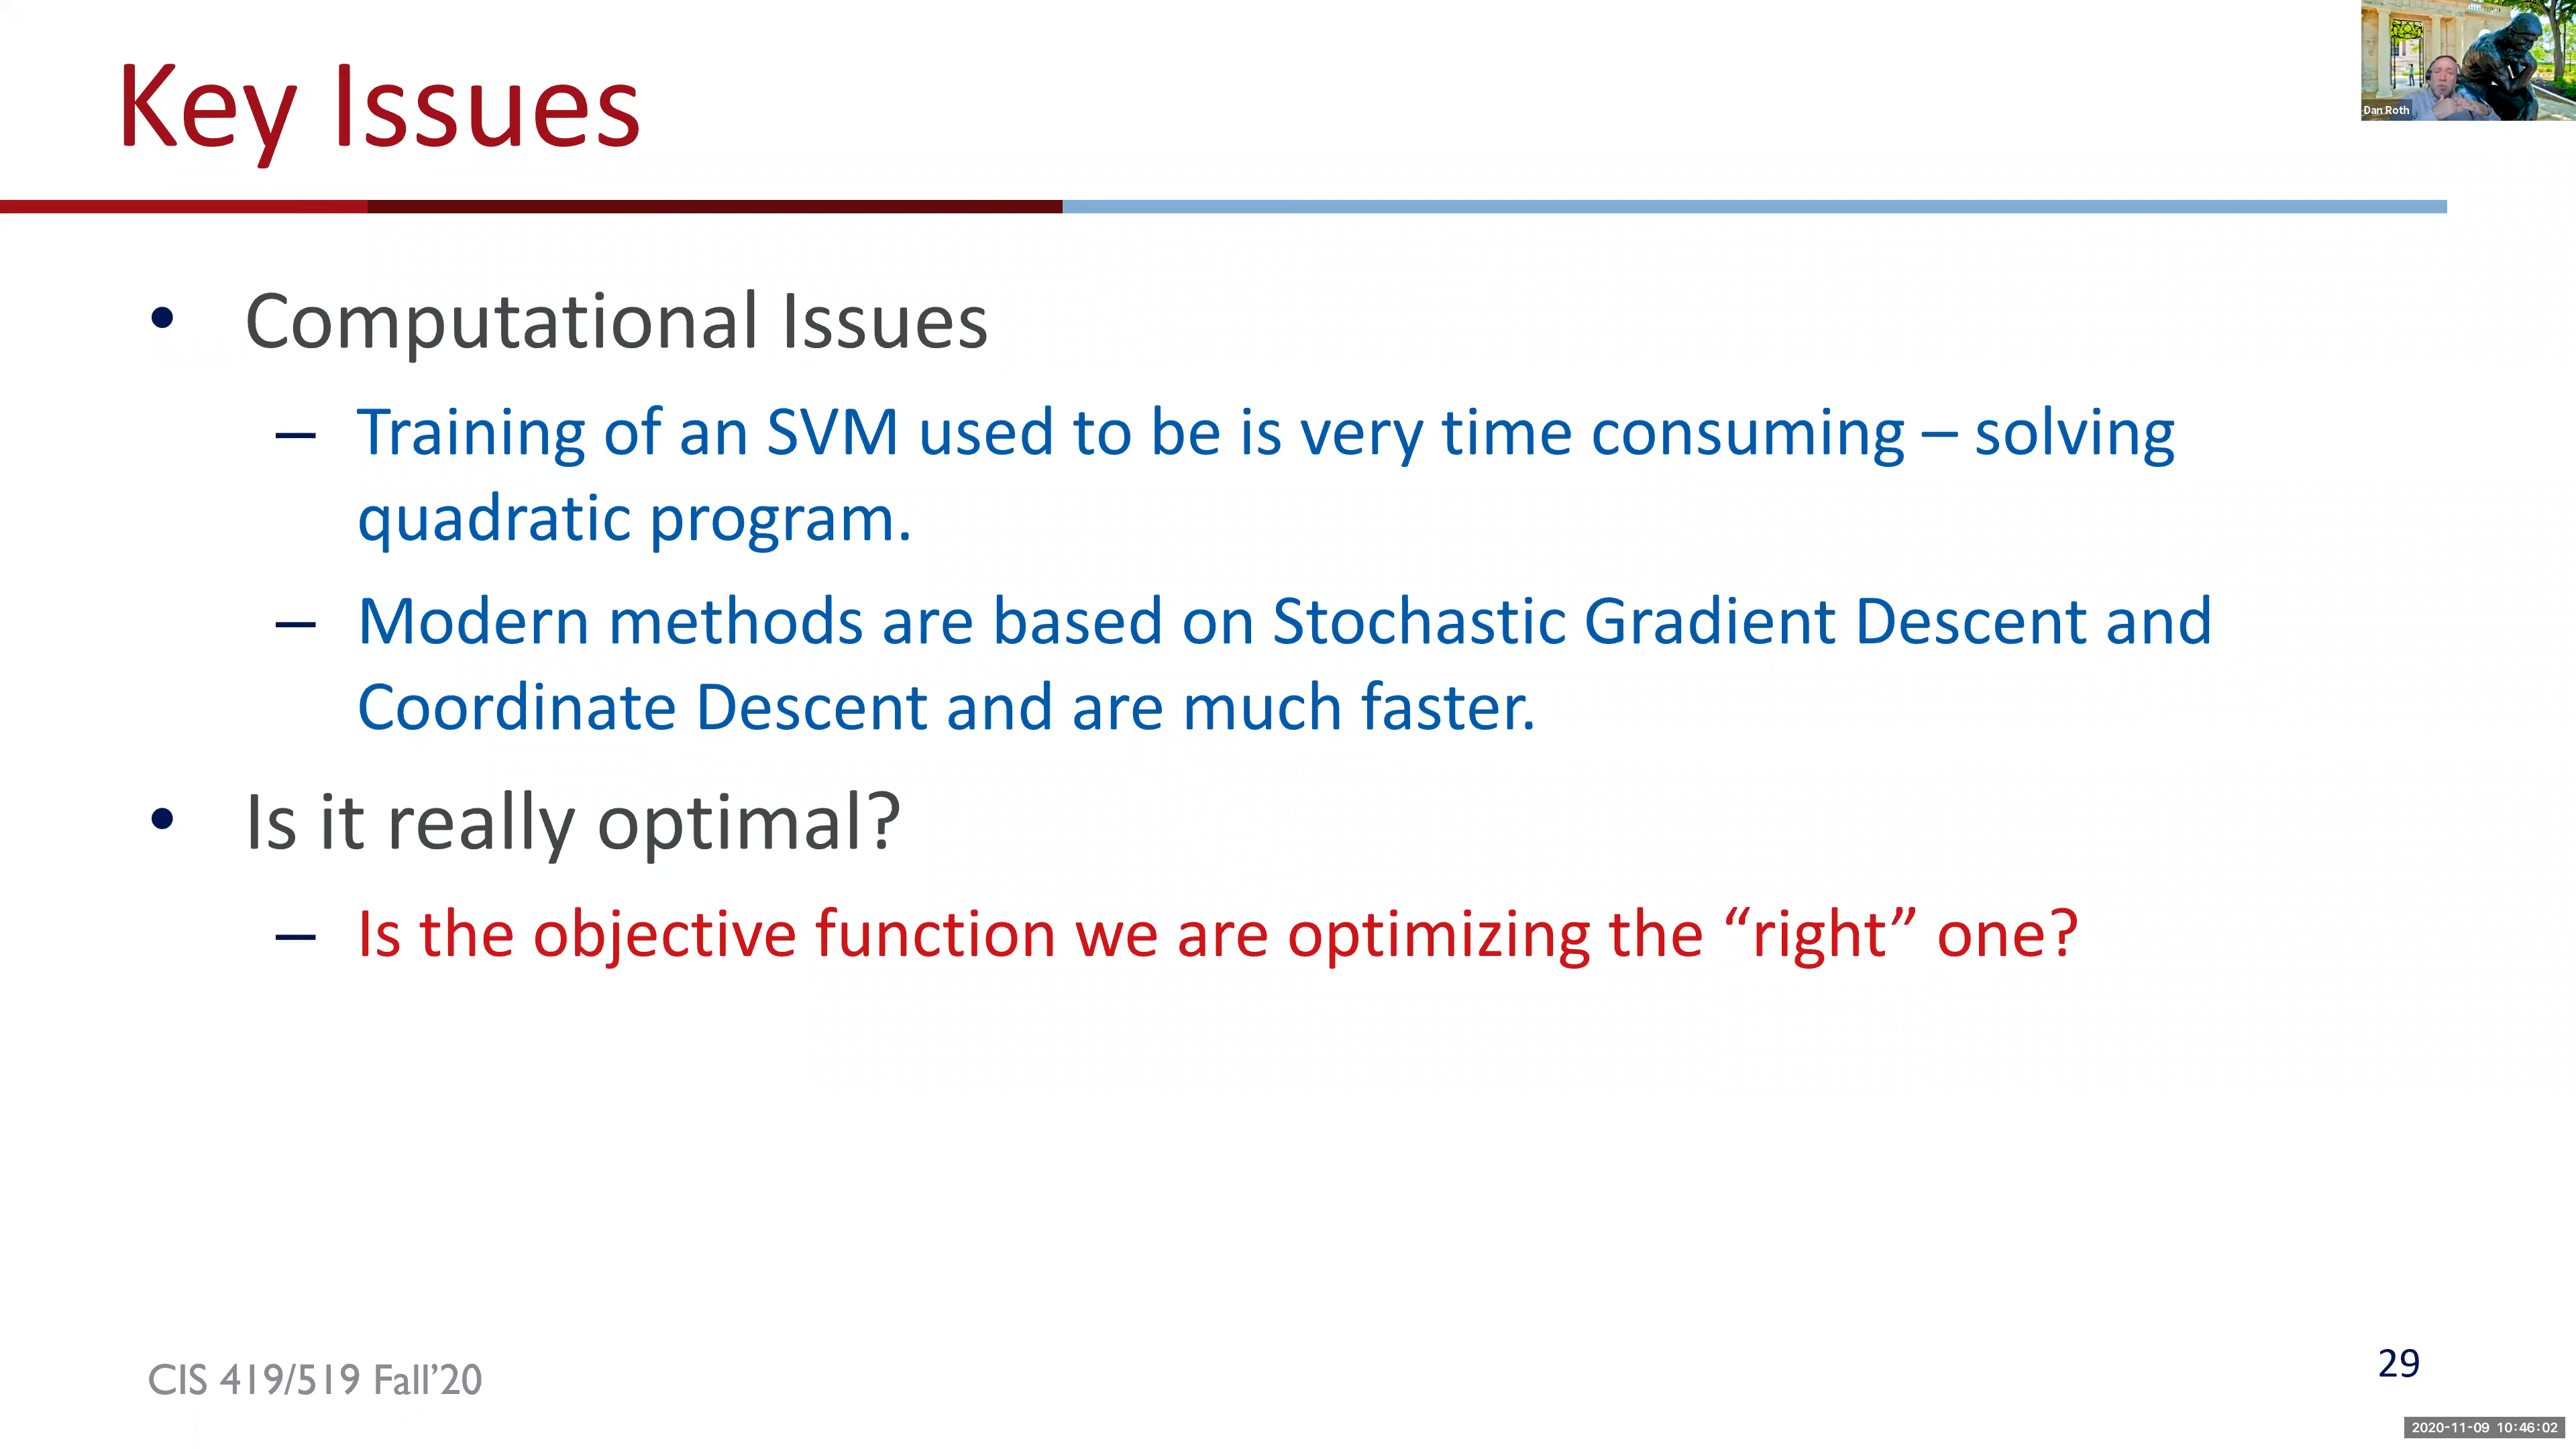 Key Issues
Dan Roth
• Computational Issues
– Training of an SVM used to be is very time consuming – solving
quadratic program.
– Modern methods are based on Stochastic Gradient Descent and
Coordinate Descent and are much faster.
• Is it really optimal?
– Is the objective function we are optimizing the “right” one?
CIS 419/519 Fall’20
29
2020-11-09 10:46:02